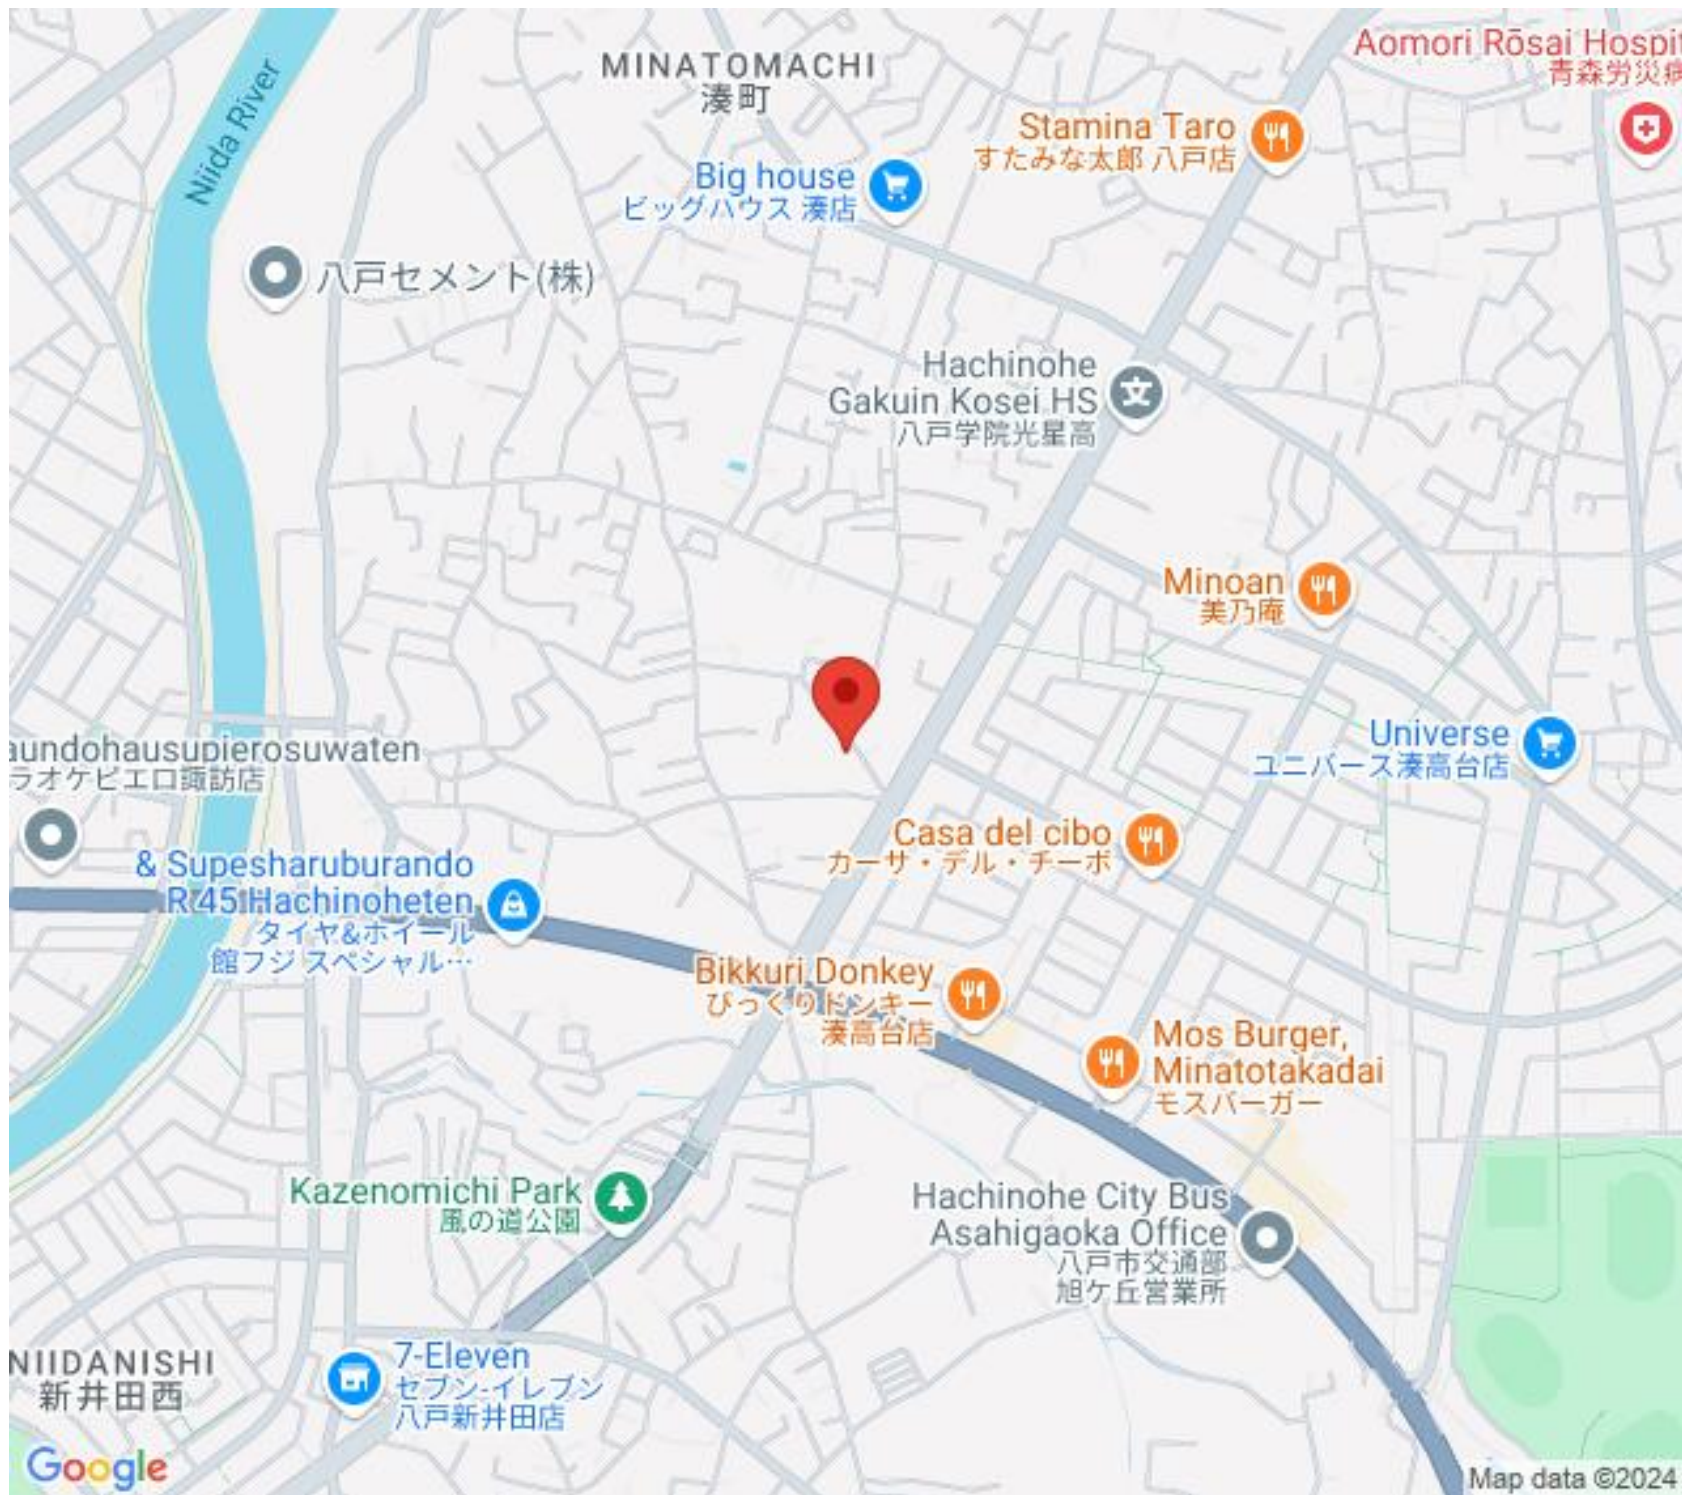 Aomori Rōsai Hospit
青森労災病
MINATOMACHI
湊町
Stamina Taro
すたみな太郎 八戸店
Niida River
Big house
ビッグハウス 湊店
八戸セメント(株)
Hachinohe
Gakuin Kosei HS
八戸学院光星高
Minoan
美乃庵
Universe
ユニバース湊高台店
aundohausupierosuwaten
ラオケピエロ諏訪店
Casa del cibo
カーサ・デル・チーボ
& Supesharuburando
R 45 Hachinoheten
タイヤ&ホイール
館フジ スペシャル…
Bikkuri Donkey
びっくりドンキー
湊高台店
Mos Burger,
Minatotakadai
モスバーガー
Kazenomichi Park
風の道公園
Hachinohe City Bus
Asahigaoka Office
八戸市交通部
旭ケ丘営業所
NIIDANISHI
新井田西
7-Eleven
セブン-イレブン
八戸新井田店
Google
Map data ©2024